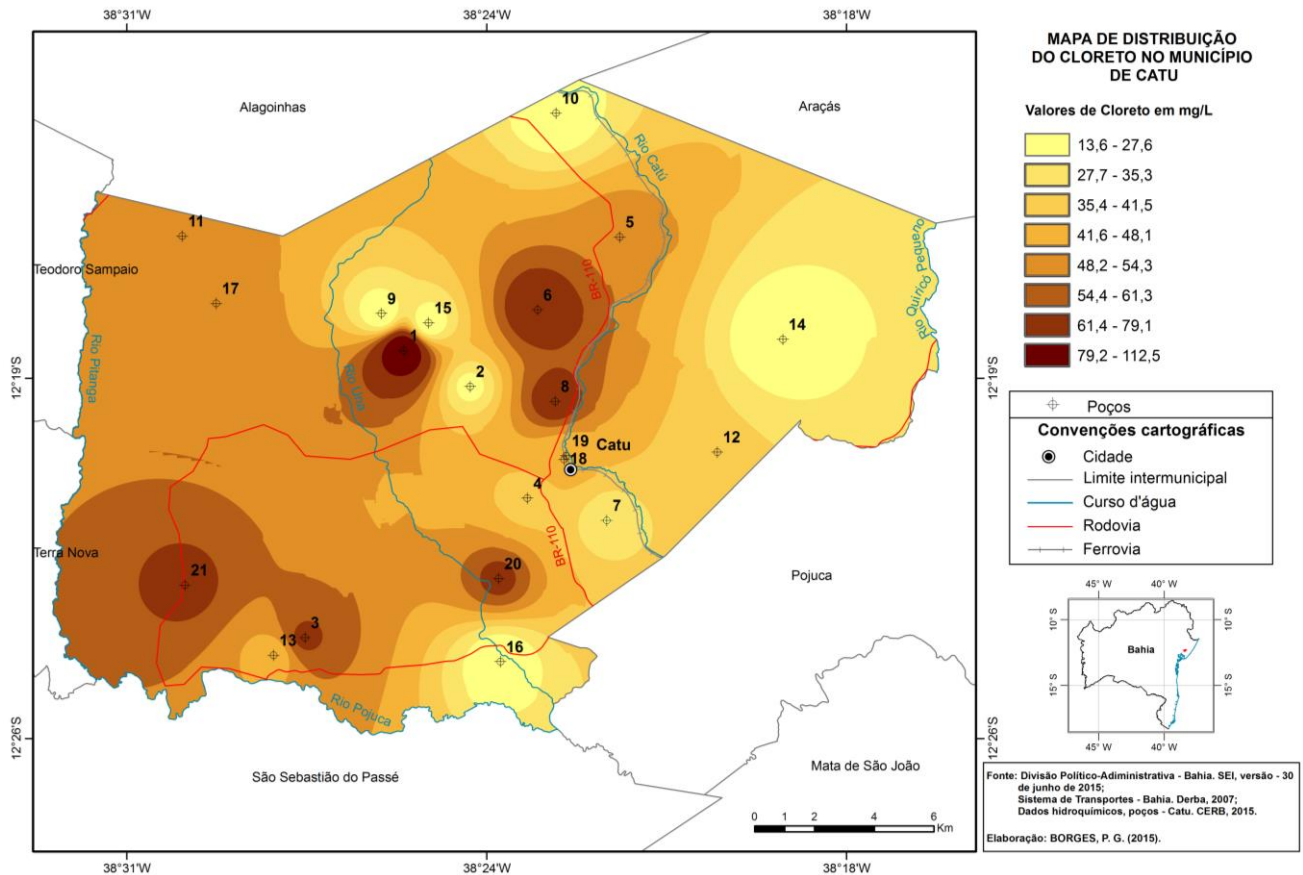 38°31'W
38°24'W
38°18'W
MAPA DE DISTRIBUIÇÃO
DO CLORETO NO MUNICÍPIO
DE CATU
Valores de Cloreto em mg/L
13,6 - 27,6
27,7 - 35,3
35,4 - 41,5
41,6 - 48,1
48,2 - 54,3
54,4 - 61,3
61,4 - 79,1
79,2 - 112,5
Poços
Convenções cartográficas
Cidade
Limite intermunicipal
Curso d'água
Rodovia
Ferrovia
Alagoinhas
Araçás
10
Rio Catú
11
5
Rio Quiricó Pequeno
Teodoro Sampaio
17
BR-110
9
15
6
14
1
Rio Pitanga
Rio Una
2
8
12°19'S
12°19'S
19
Catu
18
12
4
7
BR-110
Terra Nova
21
20
Pojuca
3
13
16
Rio Pojuca
12°26'S
12°26'S
São Sebastião do Passé
Mata de São João
0 1 2 4 6
Km
38°31'W
38°24'W
38°18'W
45° W
40° W
10° S
10° S
Bahia
15° S
15° S
45° W
40° W
Fonte: Divisão Político-Adiministrativa - Bahia. SEI, versão - 30
de junho de 2015;
Sistema de Transportes - Bahia. Derba, 2007;
Dados hidroquímicos, poços - Catu. CERB, 2015.
Elaboração: BORGES, P. G. (2015).